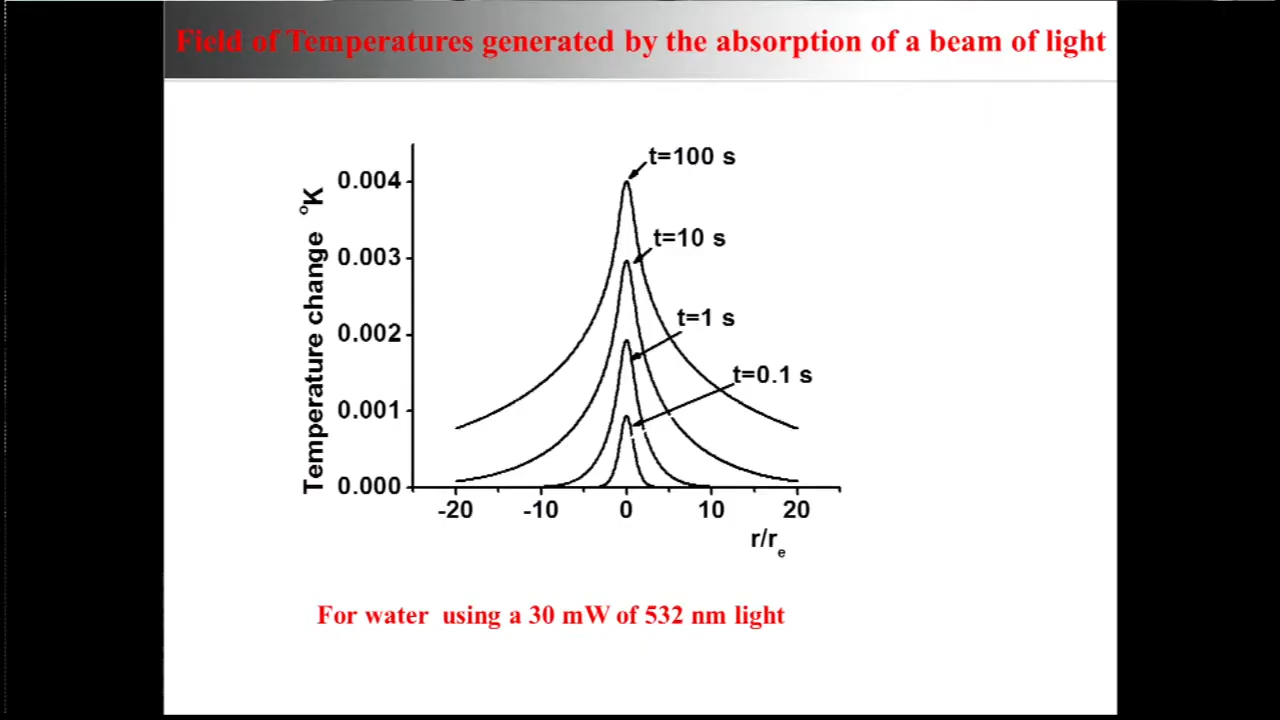 Field of Temperatures generated by the absorption of a beam of light
t=100 s
0.004
t=10 s
0.003
t=1 s
0.002
t=0.1 s
0.001
0.000
Temperature change °K
-20 -10 0 10 20
r/re
For water using a 30 mW of 532 nm light